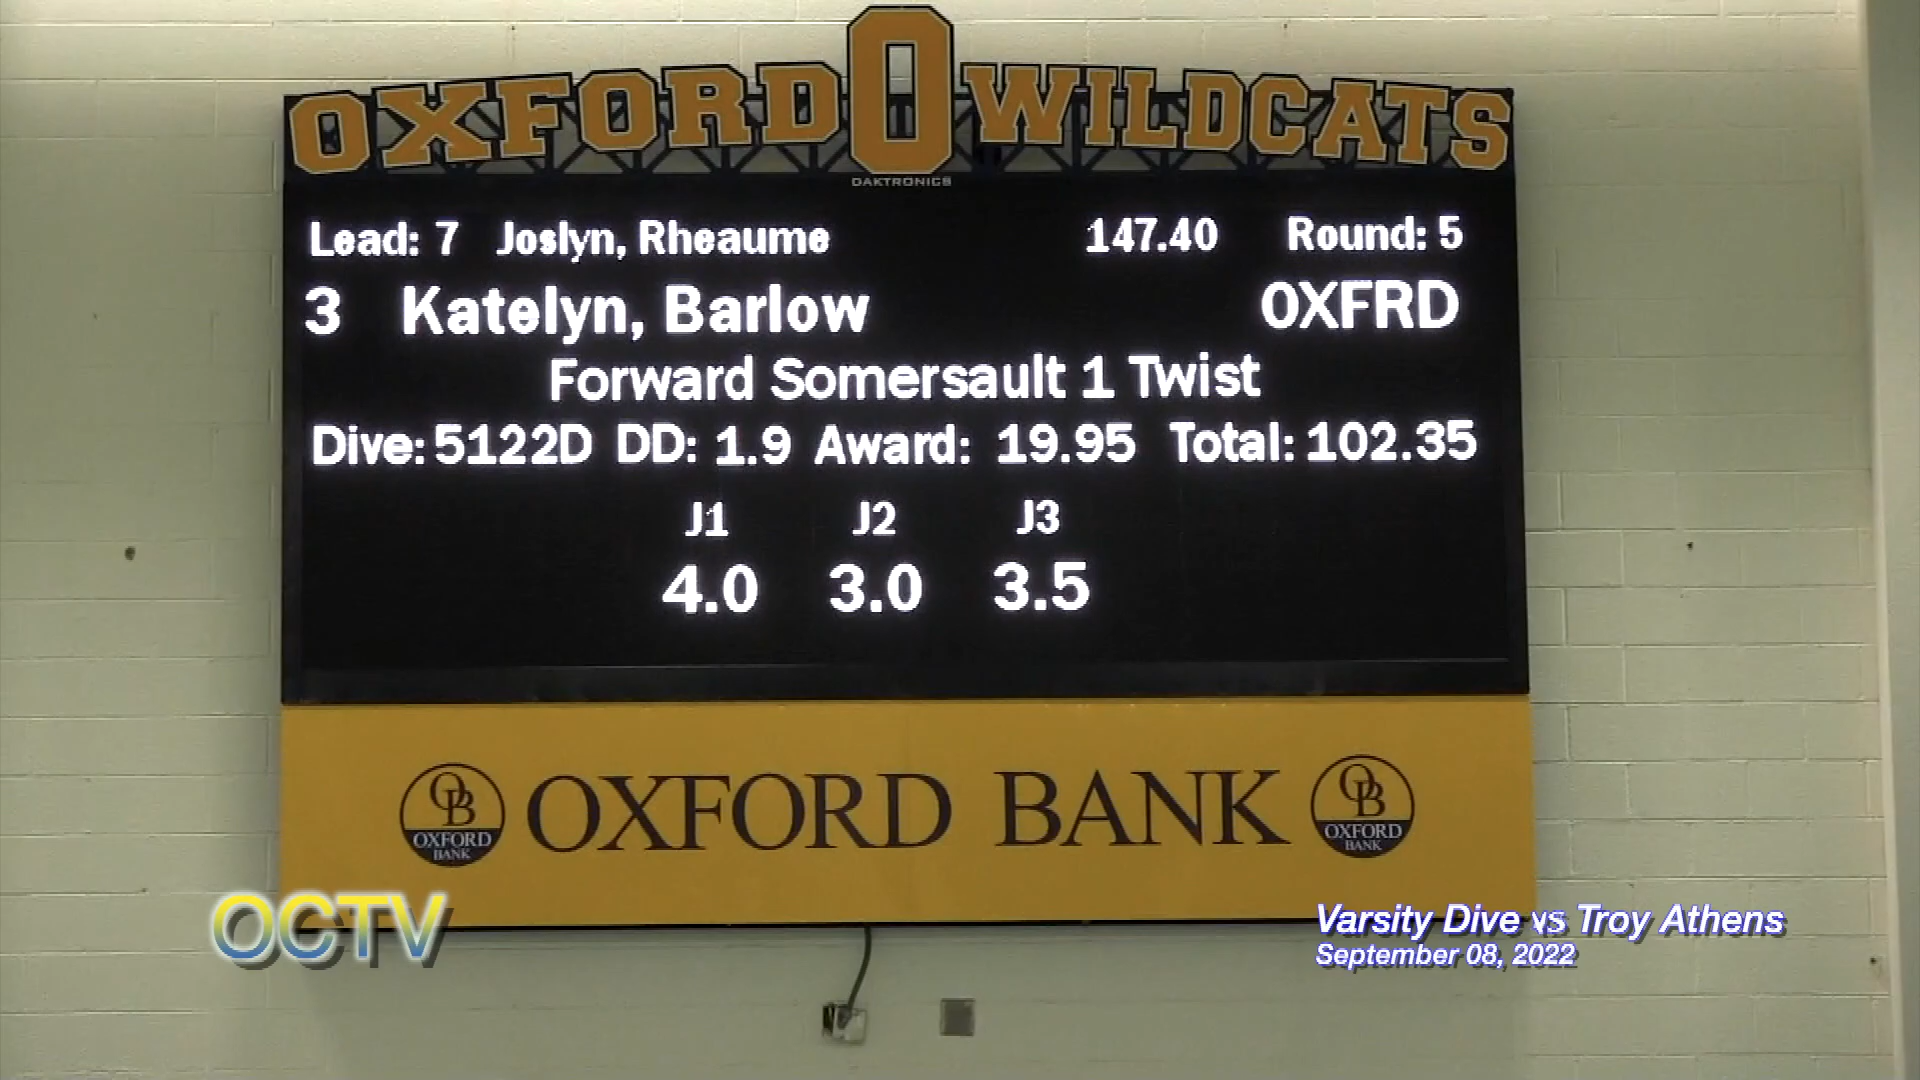 OXFORD O WILDCATS
DAKTRONICS
Lead: 7 Joslyn, Rheaume 147.40 Round: 5
3 Katelyn, Barlow OXFRD
Forward Somersault 1 Twist
Dive: 5122D DD: 1.9 Award: 19.95 Total: 102.35
J1 J2 J3
4.0 3.0 3.5
OB OXFORD BANK
OXFORD BANK
OB OXFORD BANK
OCTV
Varsity Dive vs Troy Athens
September 08, 2022